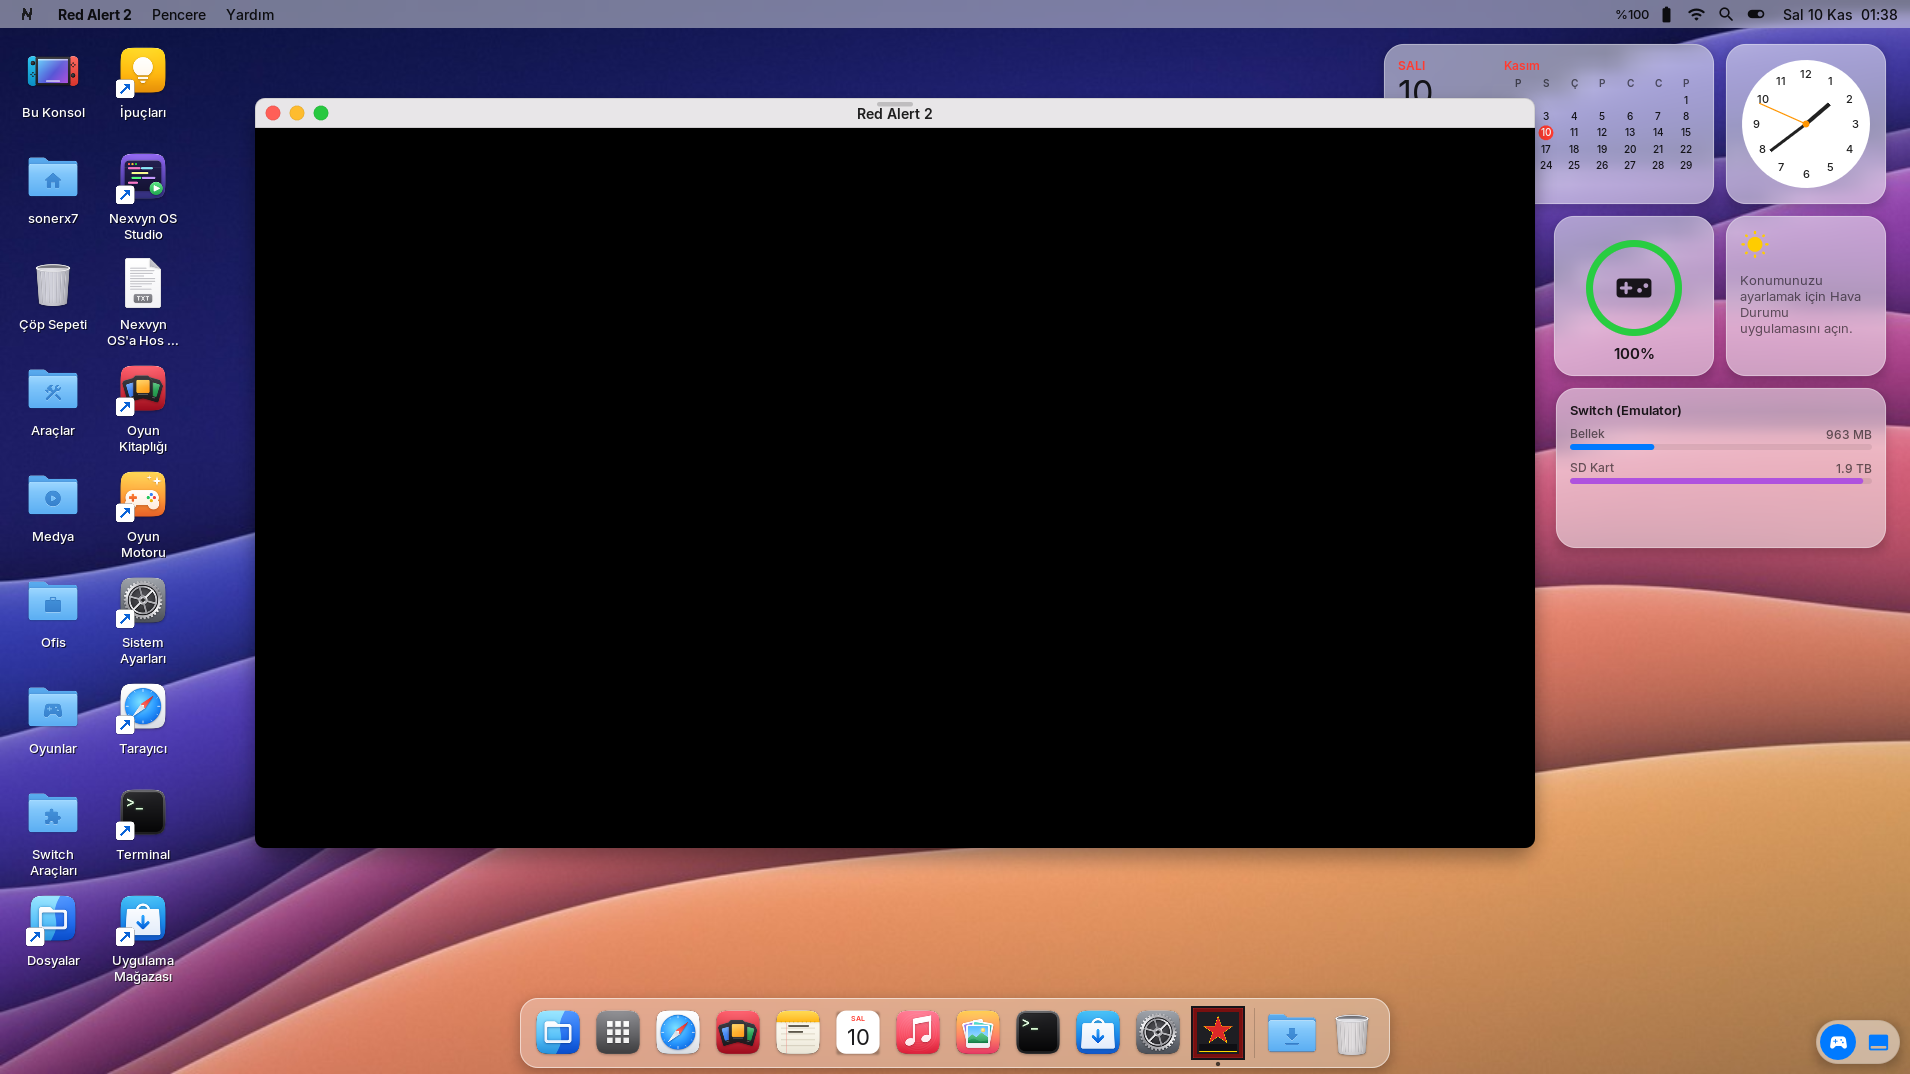 Red Alert 2 Pencere Yardım
%100 Sal 10 Kas 01:38
Bu Konsol
İpuçları
sonerx7
Nexvyn OS
Studio
Çöp Sepeti
TXT
Nexvyn
OS'a Hos ...
Araçlar
Oyun
Kitaplığı
Medya
Oyun
Motoru
Ofis
Sistem
Ayarları
Oyunlar
Tarayıcı
Switch
Araçları
>_
Terminal
Dosyalar
Uygulama
Mağazası
Red Alert 2
SALI
10
Kasım
P S Ç P C C P
1
3 4 5 6 7 8
10 11 12 13 14 15
17 18 19 20 21 22
24 25 26 27 28 29
12 1 2 3 4 5 6 7 8 9 10 11
100%
Konumunuzu
ayarlamak için Hava
Durumu
uygulamasını açın.
Switch (Emulator)
Bellek 963 MB
SD Kart 1.9 TB
SAL
10
>_